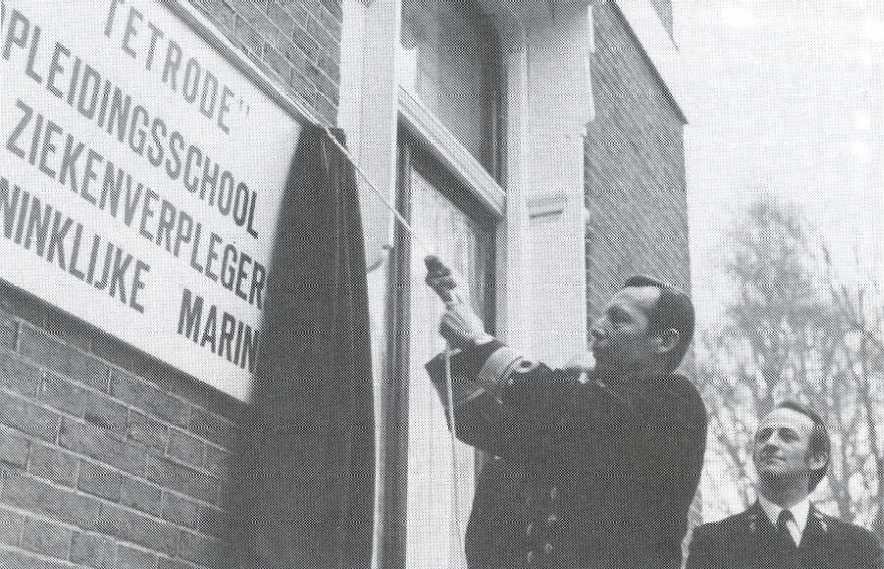 TETRODE"
PLEIDINGSSCHOOL
ZIEKENVERPLEGER
NINKLIJKE MARIN